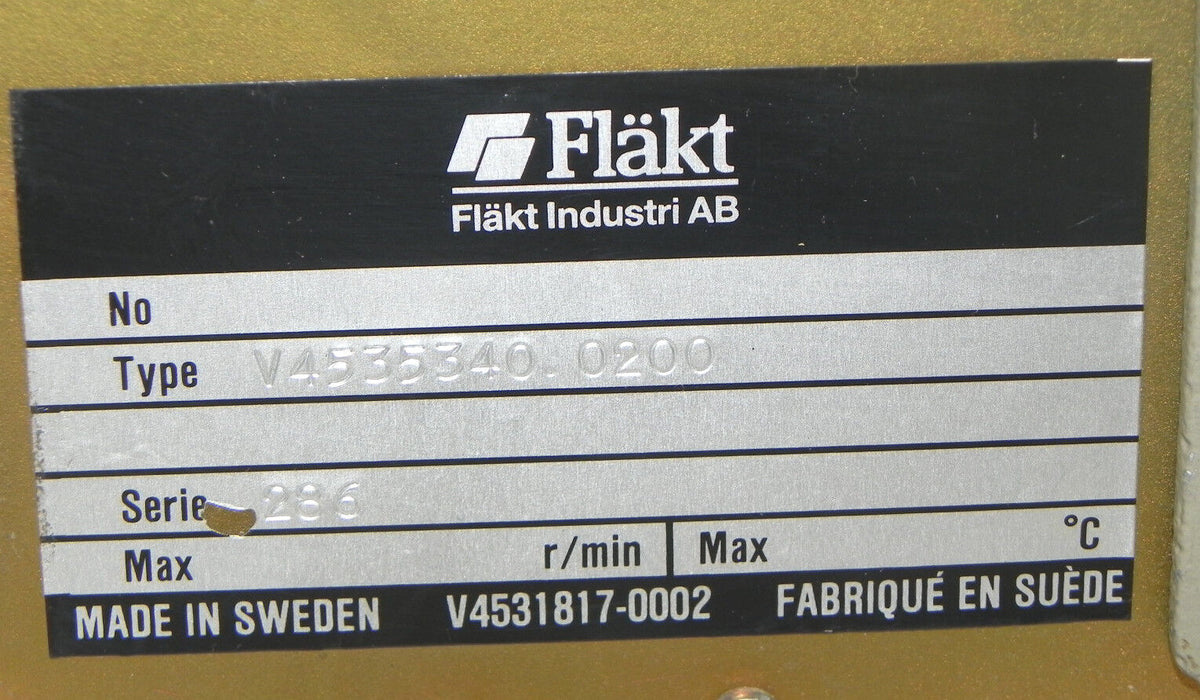 Fläkt
Fläkt Industri AB
No
Type V4535340.0200
Serie 286
Max r/min Max °C
MADE IN SWEDEN V4531817-0002 FABRIQUÉ EN SUÈDE